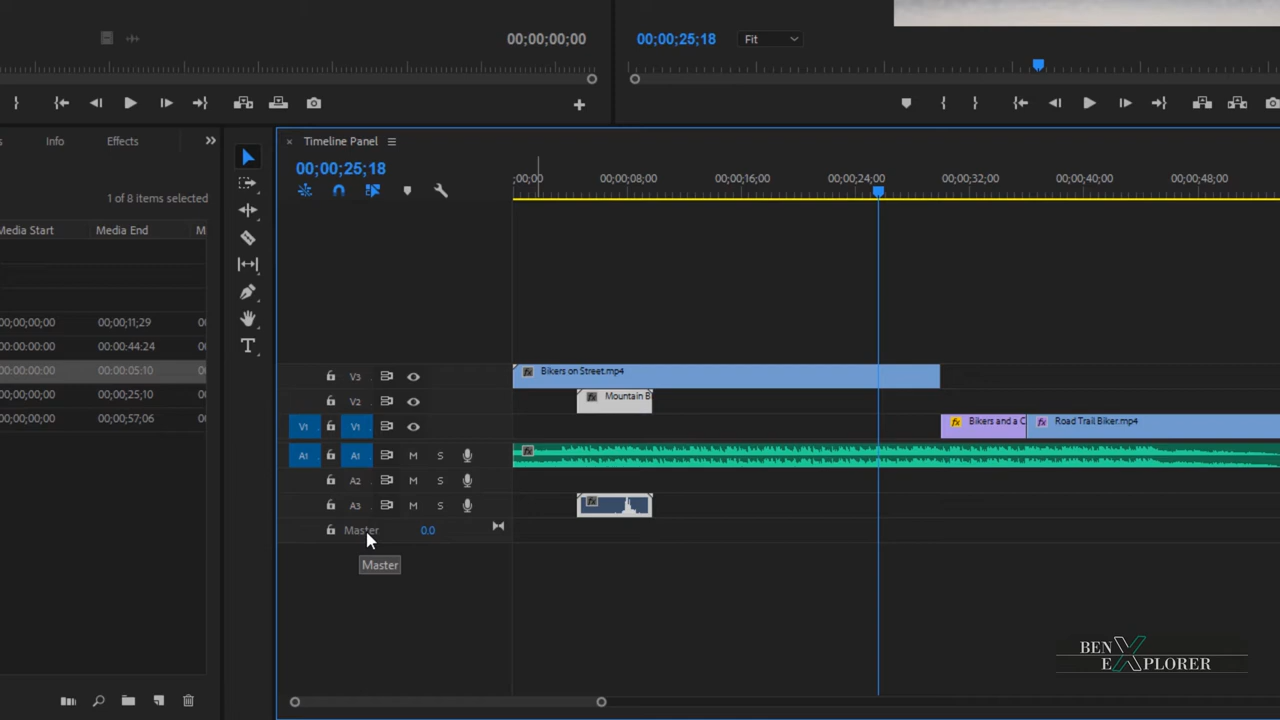 00;00;00;00
00;00;25;18
Fit
Info
Effects
Timeline Panel
00;00;25;18
1 of 8 items selected
Media Start
Media End
M
;00;00
00;00;08;00
00;00;16;00
00;00;24;00
00;00;32;00
00;00;40;00
00;00;48;00
00;00;00;00
00;00;11;29
00:00:00:00
00:00:44:24
00:00:00:00
00:00:05:10
00;00;00;00
00;00;25;10
00;00;00;00
00;00;57;06
V3
Bikers on Street.mp4
V2
Mountain B
V1
V1
Bikers and a C
Road Trail Biker.mp4
A1
A1
M
S
A2
M
S
A3
M
S
Master
0.0
Master
BEN
EXPLORER